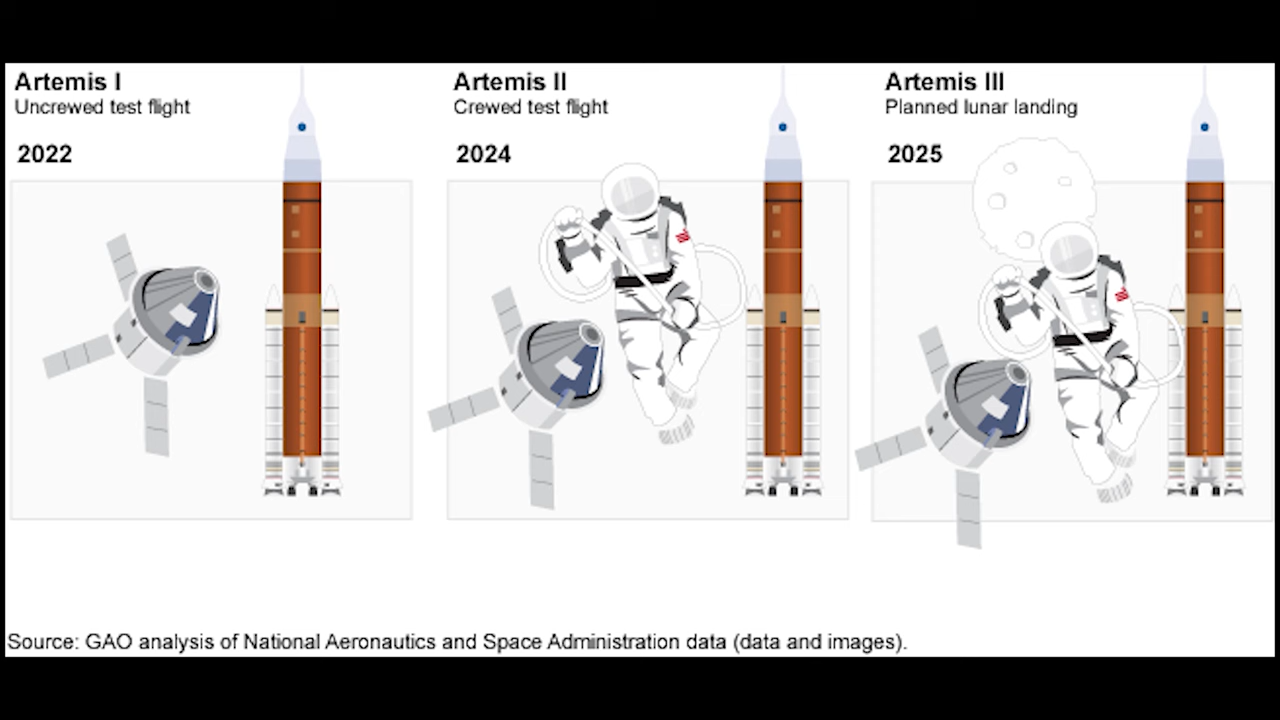 Artemis I
Uncrewed test flight
2022
Artemis II
Crewed test flight
2024
Artemis III
Planned lunar landing
2025
Source: GAO analysis of National Aeronautics and Space Administration data (data and images).